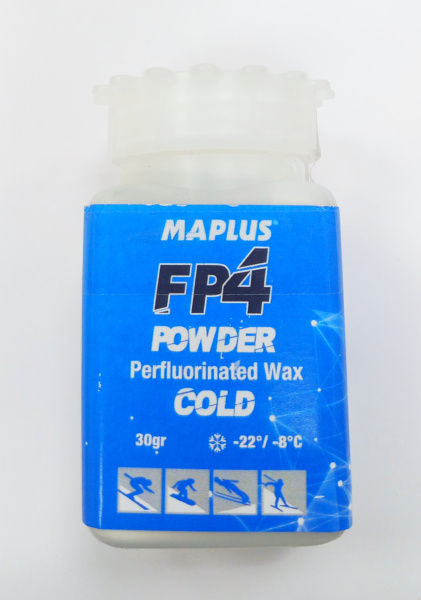 MAPLUS
FP4
POWDER
Perfluorinated Wax
COLD
30gr -22°/-8°C